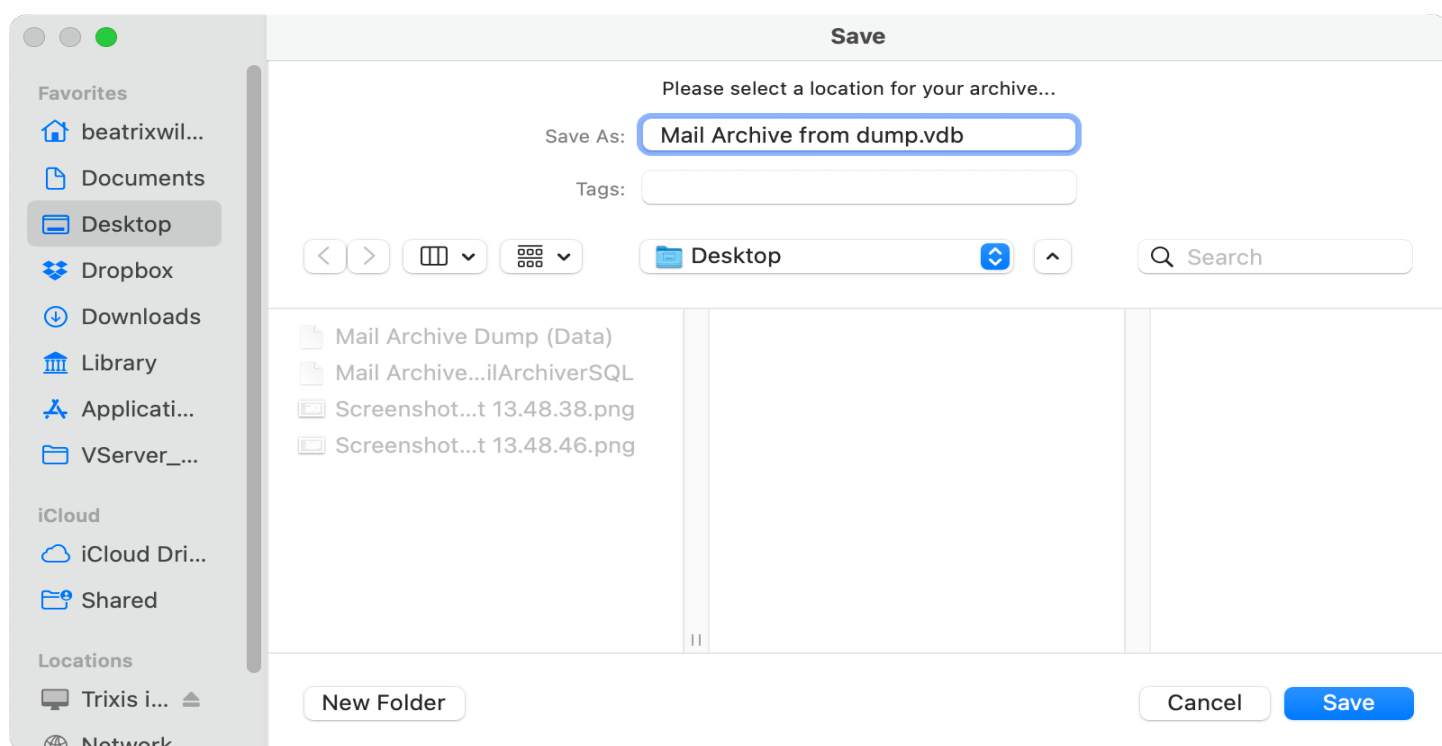 Save
Favorites
beatrixwil...
Documents
Desktop
Dropbox
Downloads
Library
Applicati...
VServer_...
iCloud
iCloud Dri...
Shared
Locations
Trixis i...
Network
Please select a location for your archive...
Save As: Mail Archive from dump.vdb
Tags:
Desktop
Search
Mail Archive Dump (Data)
Mail Archive...ilArchiverSQL
Screenshot...t 13.48.38.png
Screenshot...t 13.48.46.png
New Folder
Cancel
Save